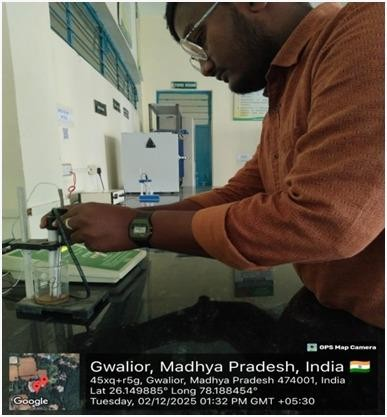 GPS Map Camera
Gwalior, Madhya Pradesh, India 🇮🇳
45xq+r5g, Gwalior, Madhya Pradesh 474001, India
Lat 26.149885° Long 78.188454°
Tuesday, 02/12/2025 01:32 PM GMT +05:30
Google